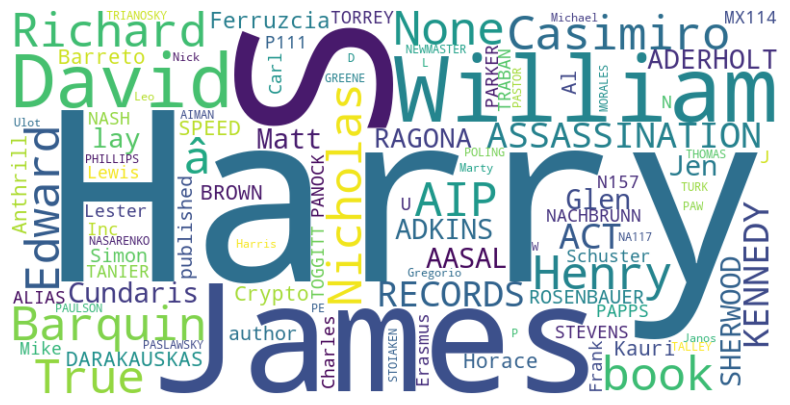 TRIANOSKY
Michael
MX114
Richard
Ferruzcia
TORREY
None
Casimiro
David
S
William
Barreto
Nick
P111
Carl
D
NEWMASTER
L
GREENE
PARKER
TRABAN
PASTOR
Al
MORALES
ADERHOLT
N
Leo
AIMAN
Ulot
NASH
SPEED
Matt
Nicholas
RAGONA
ASSASSINATION
lay
â
Edward
Anthrill
PHILLIPS
Lewis
Harry
POLING
Marty
Jen
THOMAS
J
TURK
PAW
BROWN
PANOCK
AIP
U
Glen
N157
Lester
published
Inc
ADKINS
NACHBRUNN
NASARENKO
Simon
Harris
TOGGITT
AASAL
W
ACT
NA117
KENNEDY
TANIER
Gregorio
Henry
Schuster
ALIAS
Cundaris
Crypto
RECORDS
ROSENBAUER
SHERWOOD
PAULSON
PE
PAPPS
Barquin
James
PASLAWSKY
author
STEVENS
P
Janos
Mike
DARAKAUSKAS
Charles
STOIAKEN
Erasmus
Horace
Frank
Kauri
TALLEY
True
book